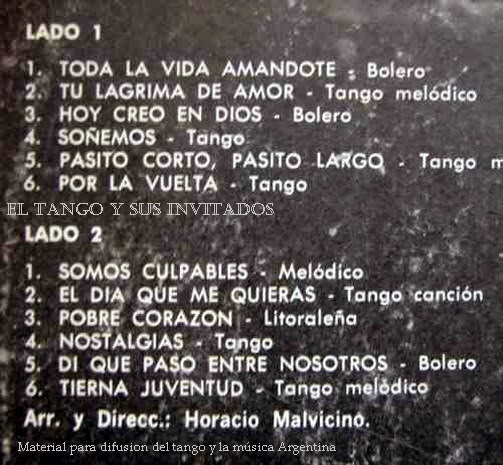 LADO 1
1. TODA LA VIDA AMANDOTE - Bolero
2. TU LAGRIMA DE AMOR - Tango melódico
3. HOY CREO EN DIOS - Bolero
4. SOÑEMOS - Tango
5. PASITO CORTO, PASITO LARGO - Tango m
6. POR LA VUELTA - Tango
EL TANGO Y SUS INVITADOS
LADO 2
1. SOMOS CULPABLES - Melódico
2. EL DIA QUE ME QUIERAS - Tango canción
3. POBRE CORAZON - Litoraleña
4. NOSTALGIAS - Tango
5. DI QUE PASO ENTRE NOSOTROS - Bolero
6. TIERNA JUVENTUD - Tango melódico
Arr. y Direcc.: Horacio Malvicino.
Material para difusion del tango y la música Argentina